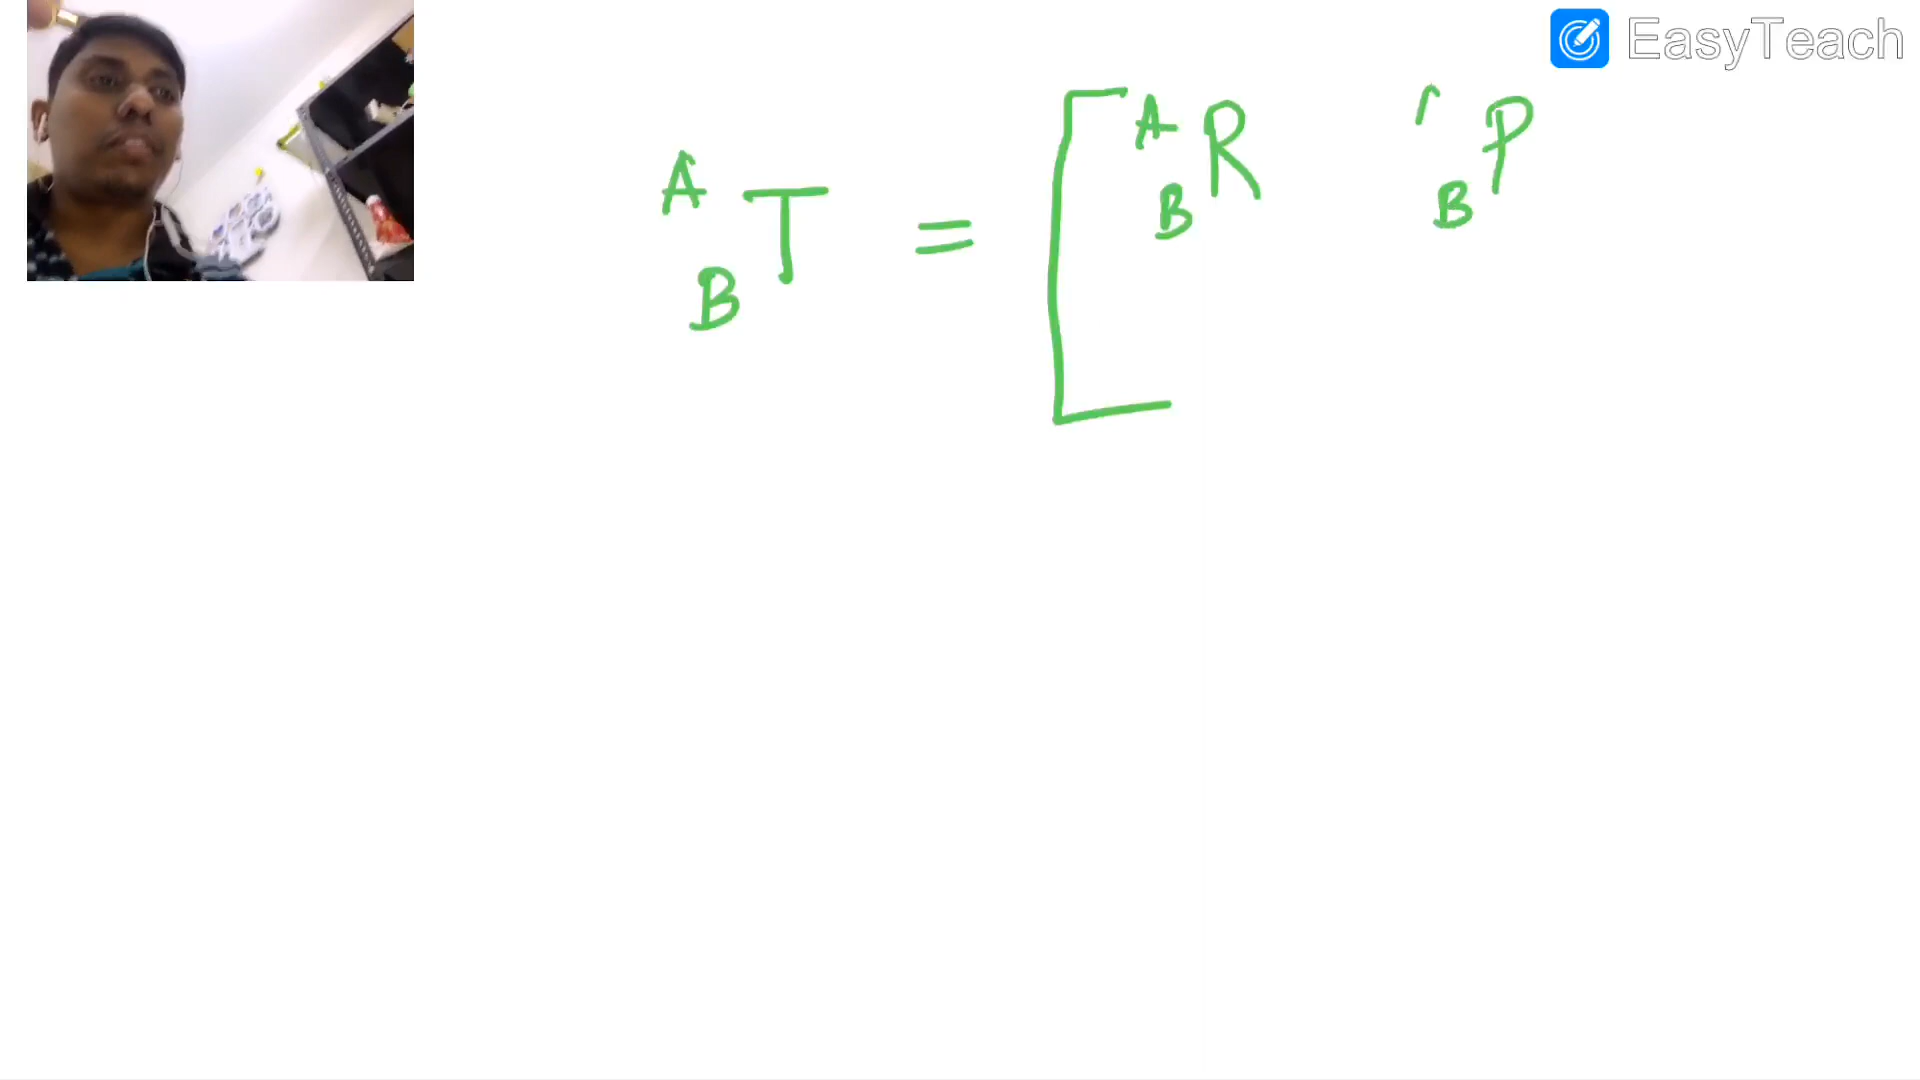 EasyTeach
A B T = [ A B R B P